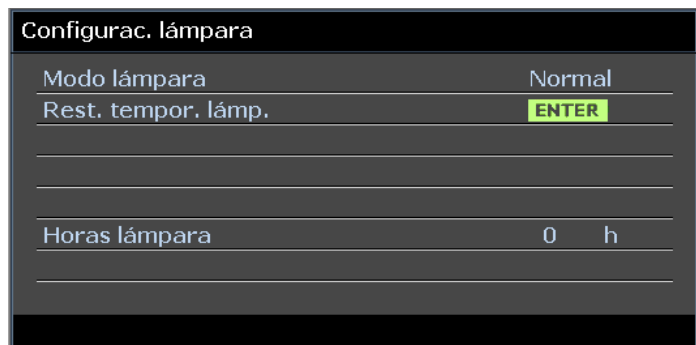 Configurac. lámpara
Modo lámpara Normal
Rest. tempor. lámp. ENTER
Horas lámpara 0 h